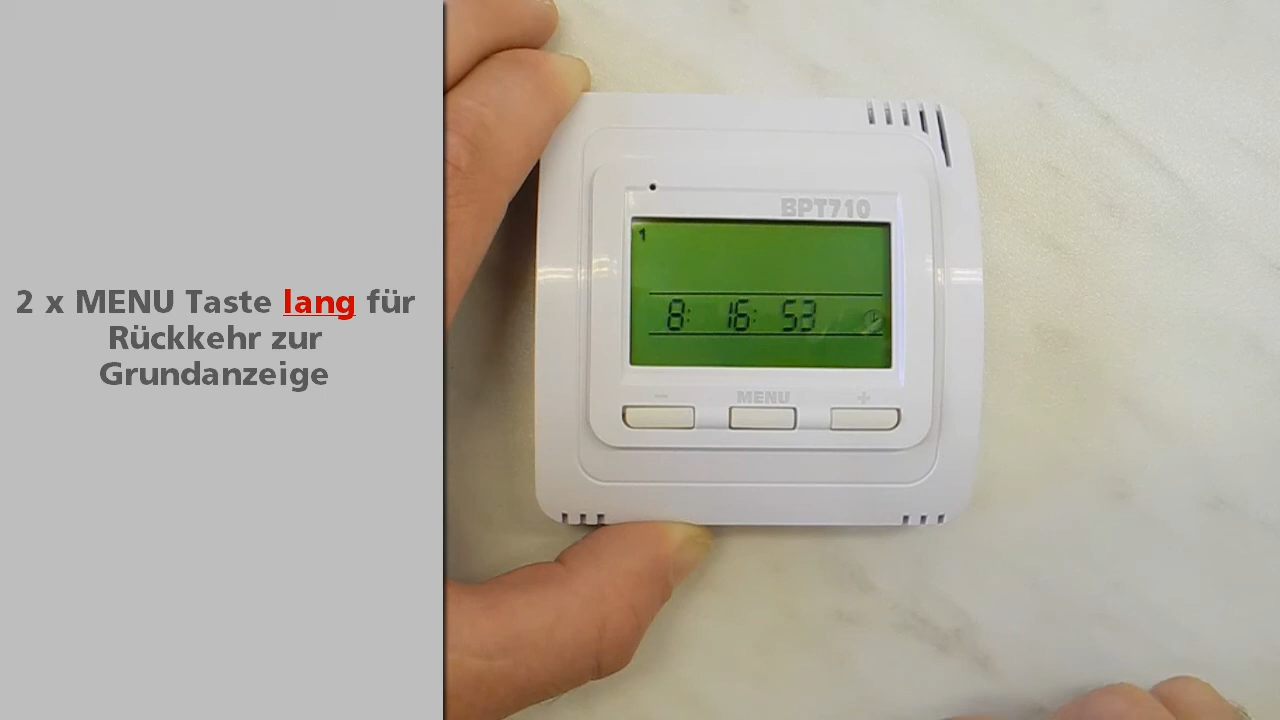 2 x MENU Taste lang für
Rückkehr zur
Grundanzeige
BPT710
1
8: 16: 53
− MENU +